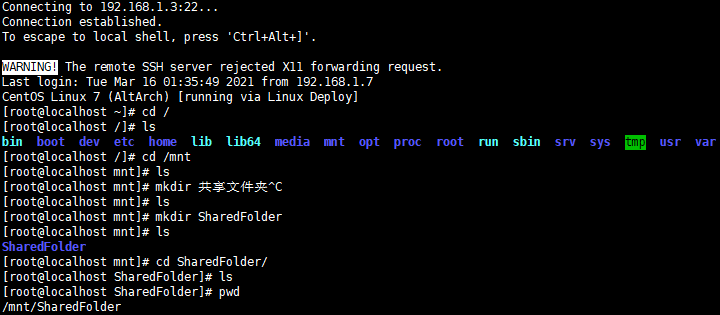 Connecting to 192.168.1.3:22...
Connection established.
To escape to local shell, press 'Ctrl+Alt+]'.
WARNING! The remote SSH server rejected X11 forwarding request.
Last login: Tue Mar 16 01:35:49 2021 from 192.168.1.7
CentOS Linux 7 (AltArch) [running via Linux Deploy]
[root@localhost ~]# cd /
[root@localhost /]# ls
bin boot dev etc home lib lib64 media mnt opt proc root run sbin srv sys tmp usr var
[root@localhost /]# cd /mnt
[root@localhost mnt]# ls
[root@localhost mnt]# mkdir 共享文件夹^C
[root@localhost mnt]# ls
[root@localhost mnt]# mkdir SharedFolder
[root@localhost mnt]# ls
SharedFolder
[root@localhost mnt]# cd SharedFolder/
[root@localhost SharedFolder]# ls
[root@localhost SharedFolder]# pwd
/mnt/SharedFolder